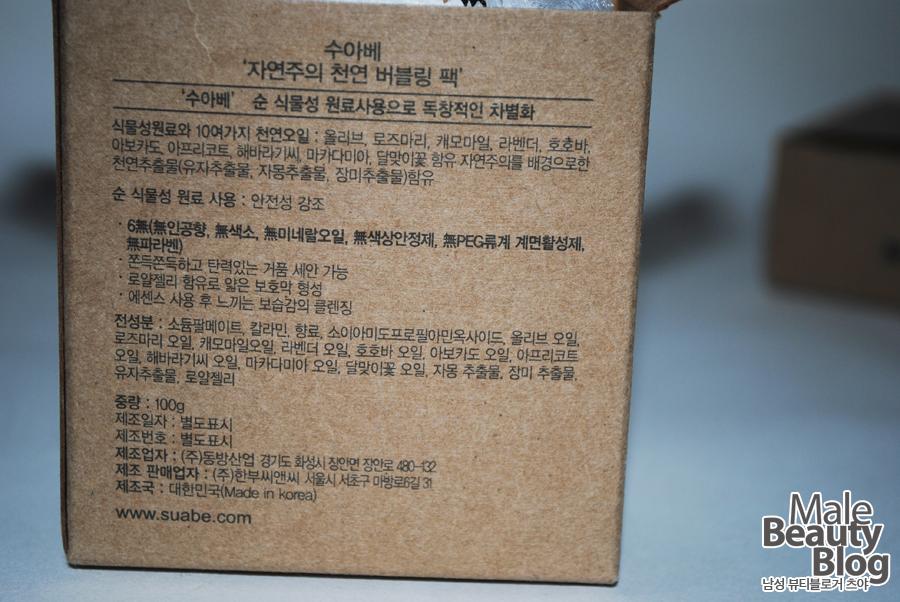 수아베
'자연주의 천연 버블링 팩'
'수아베' 순 식물성 원료사용으로 독창적인 차별화
식물성원료와 10여가지 천연오일 : 올리브, 로즈마리, 캐모마일, 라벤더, 호호바,
아보카도, 아프리코트, 해바라기씨, 마카다미아, 달맞이꽃 함유 자연주의를 배경으로한
천연추출물(유자추출물, 자몽추출물, 장미추출물)함유
순 식물성 원료 사용 : 안전성 강조
· 6無(無인공향, 無색소, 無미네랄오일, 無색상안정제, 無PEG류계 계면활성제,
無파라벤)
· 쫀득쫀득하고 탄력있는 거품 세안 가능
· 로얄젤리 함유로 얇은 보호막 형성
· 에센스 사용 후 느끼는 보습감의 클렌징
전성분 : 소듐팔메이트, 칼라민, 향료, 소이아미도프로필아민옥사이드, 올리브 오일,
로즈마리 오일, 캐모마일오일, 라벤더 오일, 호호바 오일, 아보카도 오일, 아프리코트
오일, 해바라기씨 오일, 마카다미아 오일, 달맞이꽃 오일, 자몽 추출물, 장미 추출물,
유자추출물, 로얄젤리
중량 : 100g
제조일자 : 별도표시
제조번호 : 별도표시
제조업자 : (주)동방산업 경기도 화성시 장안면 장안로 480-132
제조 판매업자 : (주)한부씨앤씨 서울시 서초구 마방로6길 31
제조국 : 대한민국(Made in korea)
www.suabe.com
Male
Beauty
Blog
남성 뷰티블로거 츠야